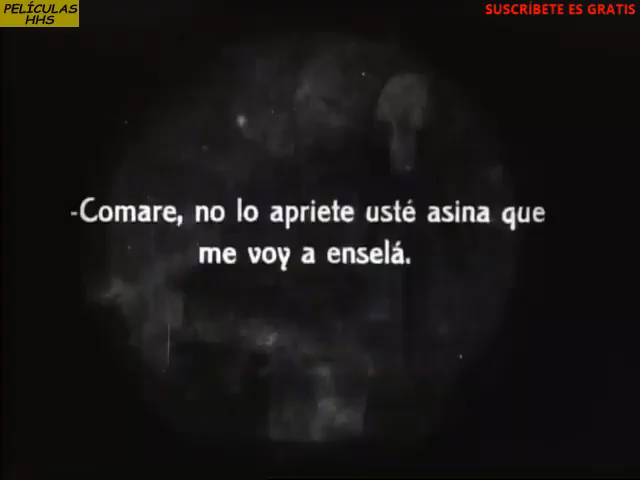 PELÍCULAS
HHS
SUSCRÍBETE ES GRATIS
-Comare, no lo apriete usté asina que
me voy a enselá.